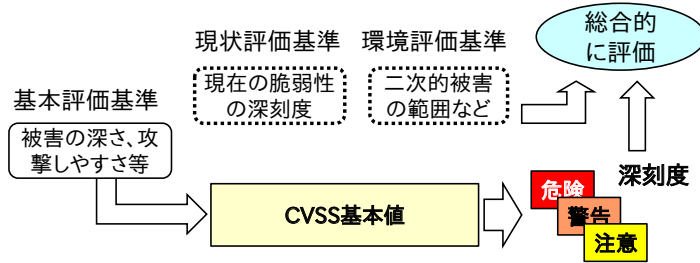 総合的
に評価
現状評価基準
環境評価基準
現在の脆弱性
の深刻度
二次的被害
の範囲など
基本評価基準
被害の深さ、攻
撃しやすさ等
CVSS基本値
深刻度
危険
警告
注意